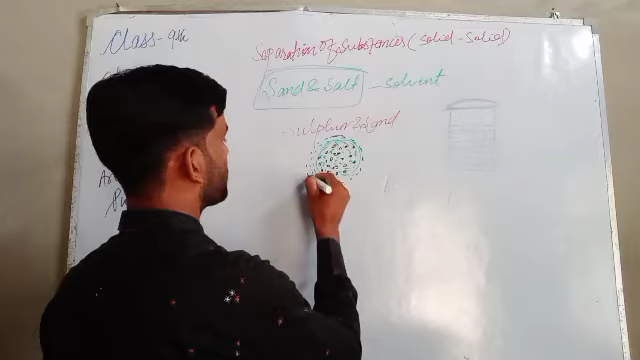 Class-9th
Separation of Substances (Solid-Solid)
Sand & Salt - Solvent
Sulphur & Sand